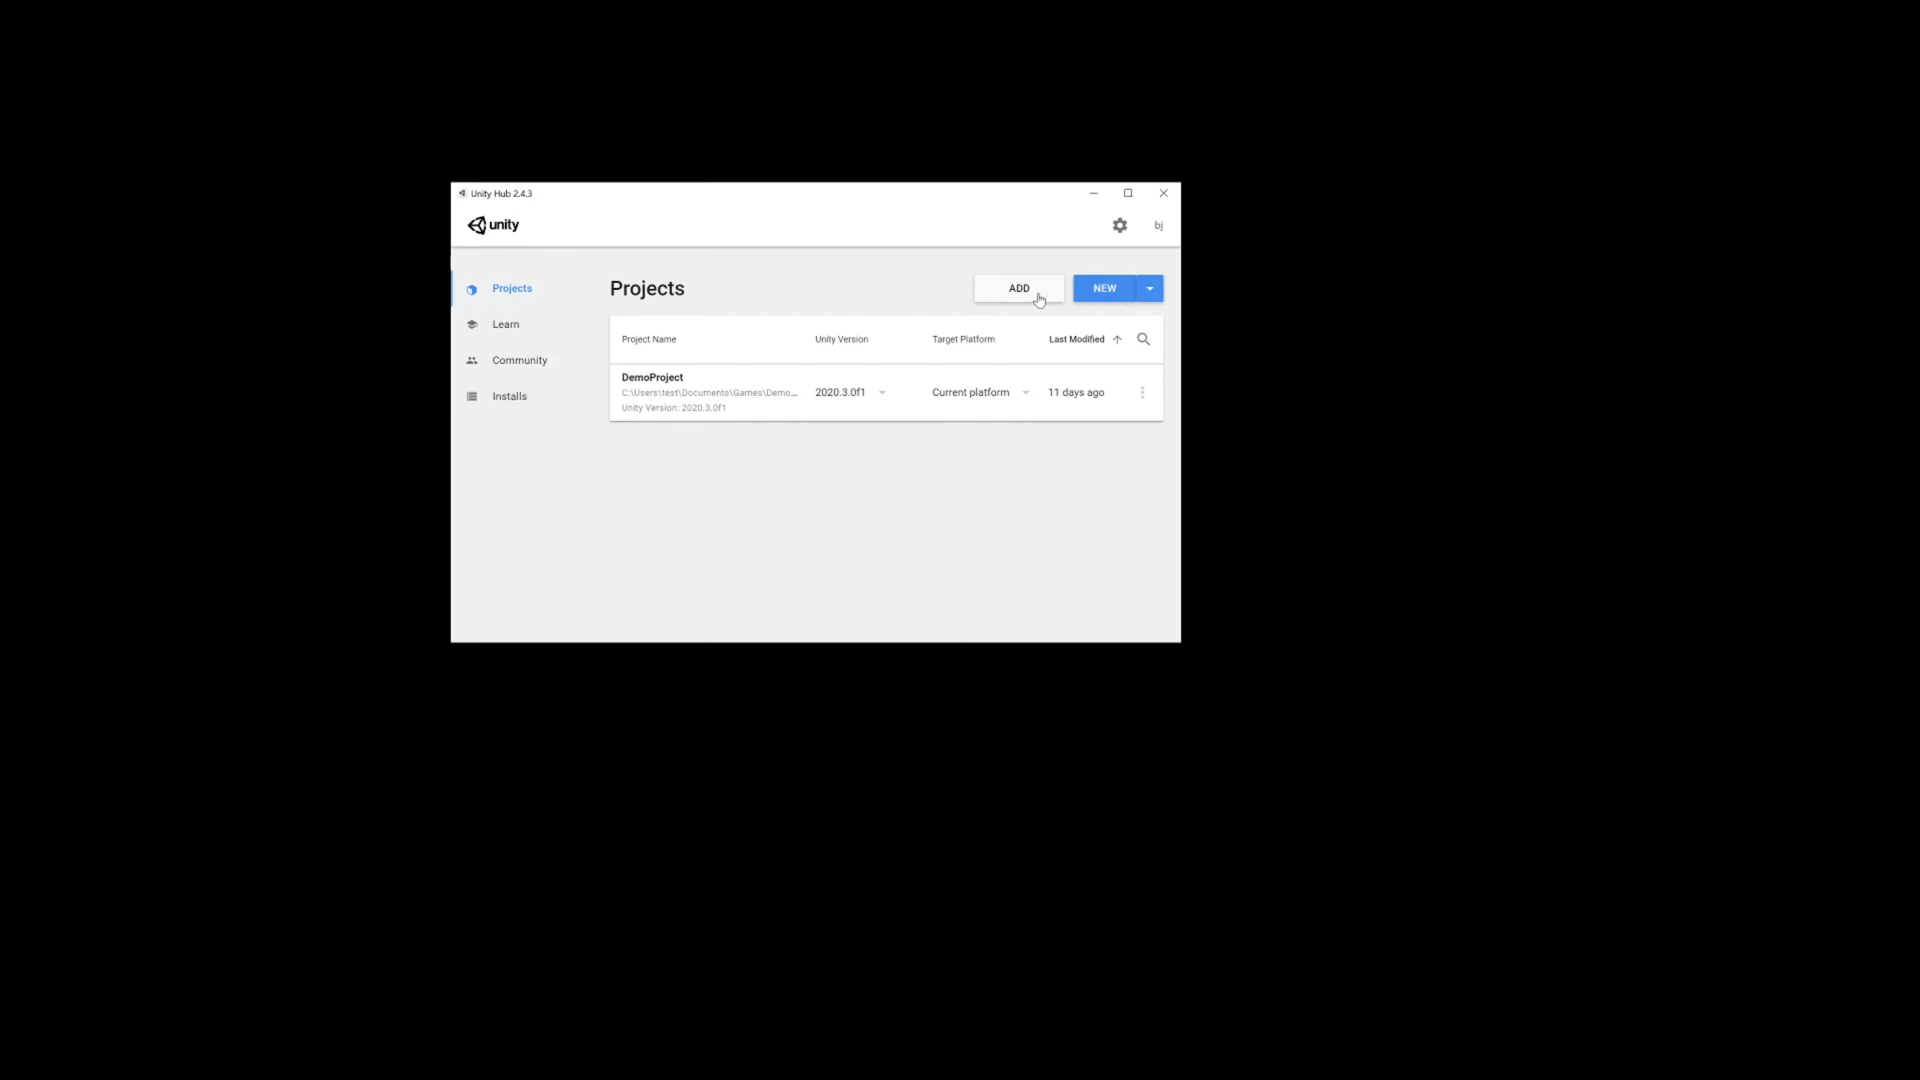 Unity Hub 2.4.3
unity
bj
Projects
Learn
Community
Installs
Projects
ADD
NEW
Project Name
Unity Version
Target Platform
Last Modified
DemoProject
C:\Users\test\Documents\Games\Demo...
Unity Version: 2020.3.0f1
2020.3.0f1
Current platform
11 days ago